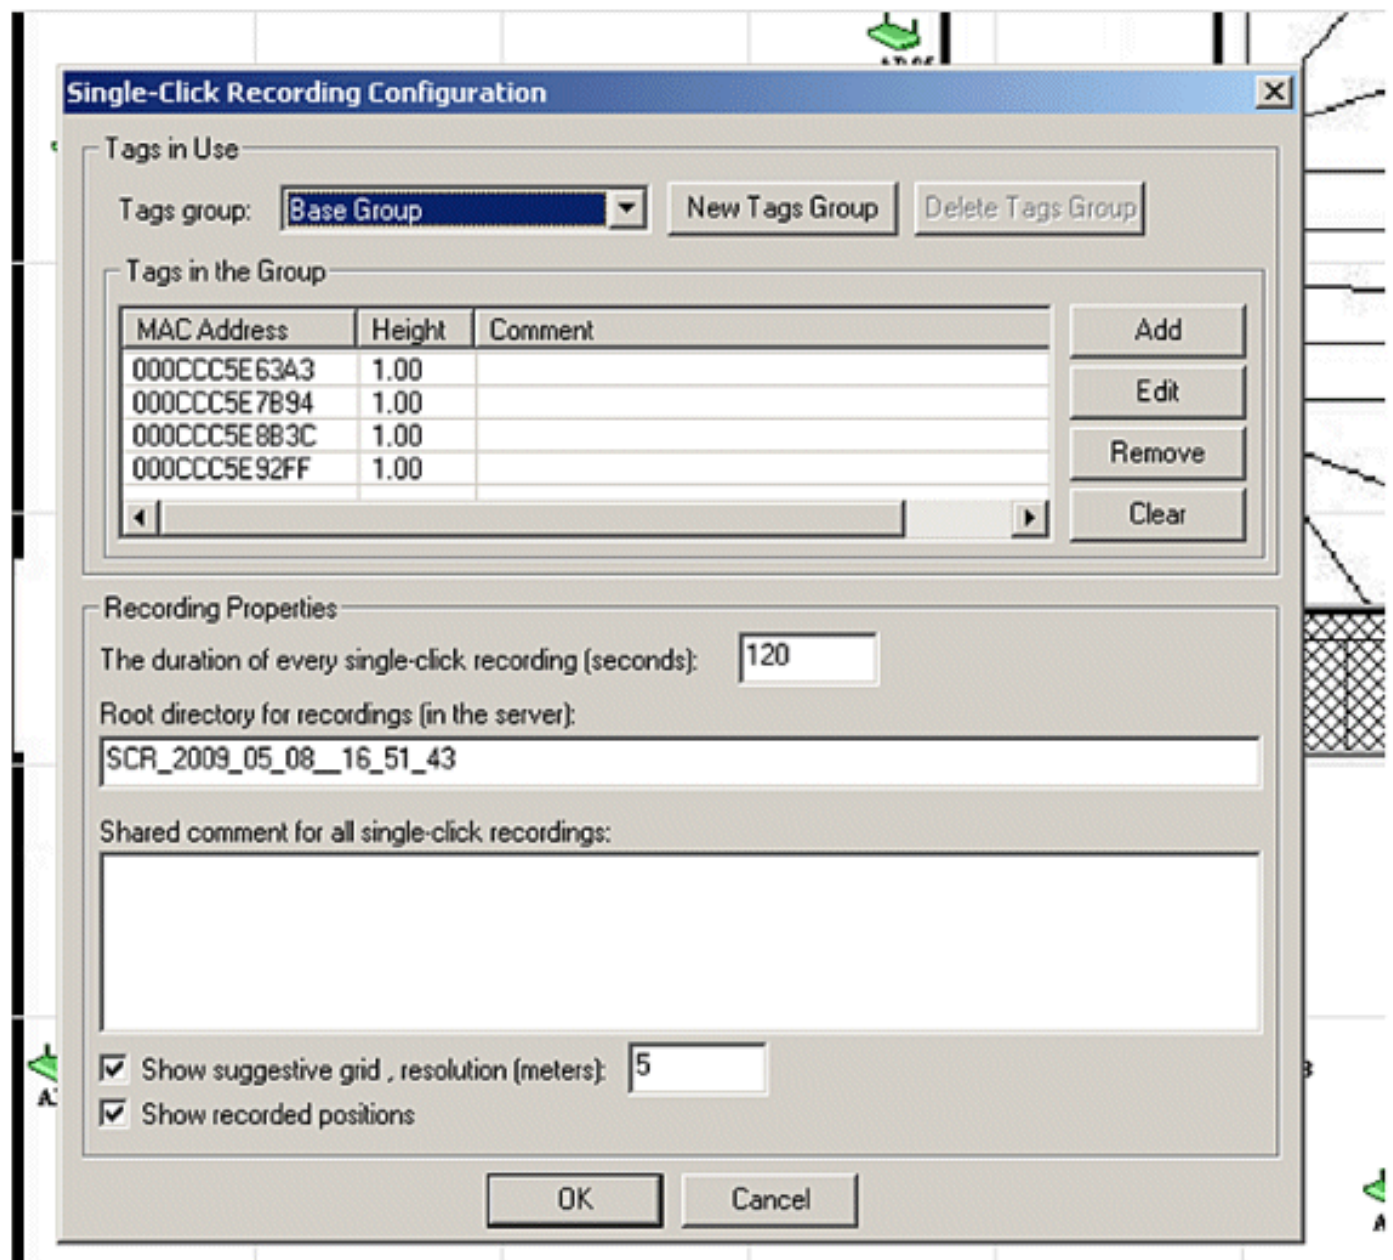 Single-Click Recording Configuration
Tags in Use
Tags group: Base Group New Tags Group Delete Tags Group
Tags in the Group
MAC Address Height Comment
000CCC5E63A3 1.00
000CCC5E7B94 1.00
000CCC5E8B3C 1.00
000CCC5E92FF 1.00
Add
Edit
Remove
Clear
Recording Properties
The duration of every single-click recording (seconds): 120
Root directory for recordings (in the server):
SCR_2009_05_08__16_51_43
Shared comment for all single-click recordings:
Show suggestive grid , resolution (meters): 5
Show recorded positions
OK Cancel